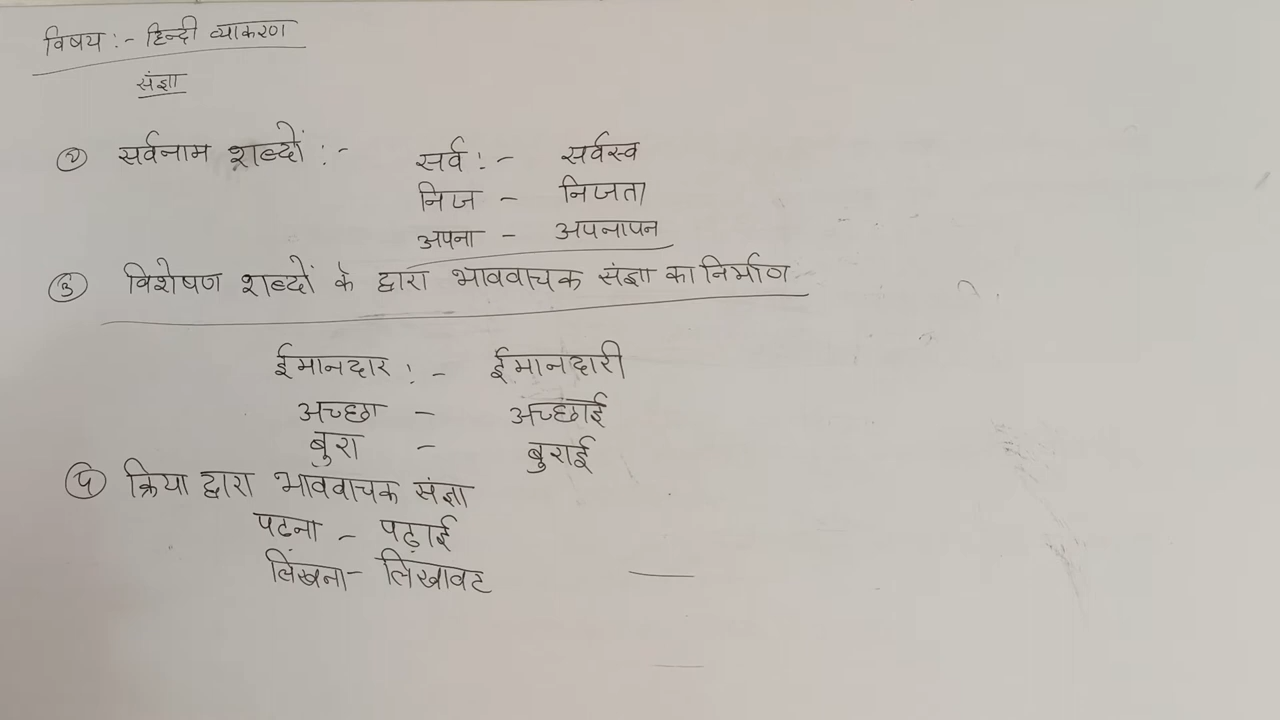 विषय :- हिन्दी व्याकरण
संज्ञा
② सर्वनाम शब्दों :- सर्व :- सर्वस्व
निज - निजता
अपना - अपनापन
③ विशेषण शब्दों के द्वारा भाववाचक संज्ञा का निर्माण
ईमानदार :- ईमानदारी
अच्छा - अच्छाई
बुरा - बुराई
④ क्रिया द्वारा भाववाचक संज्ञा
पढना - पढ़ाई
लिखना - लिखावट